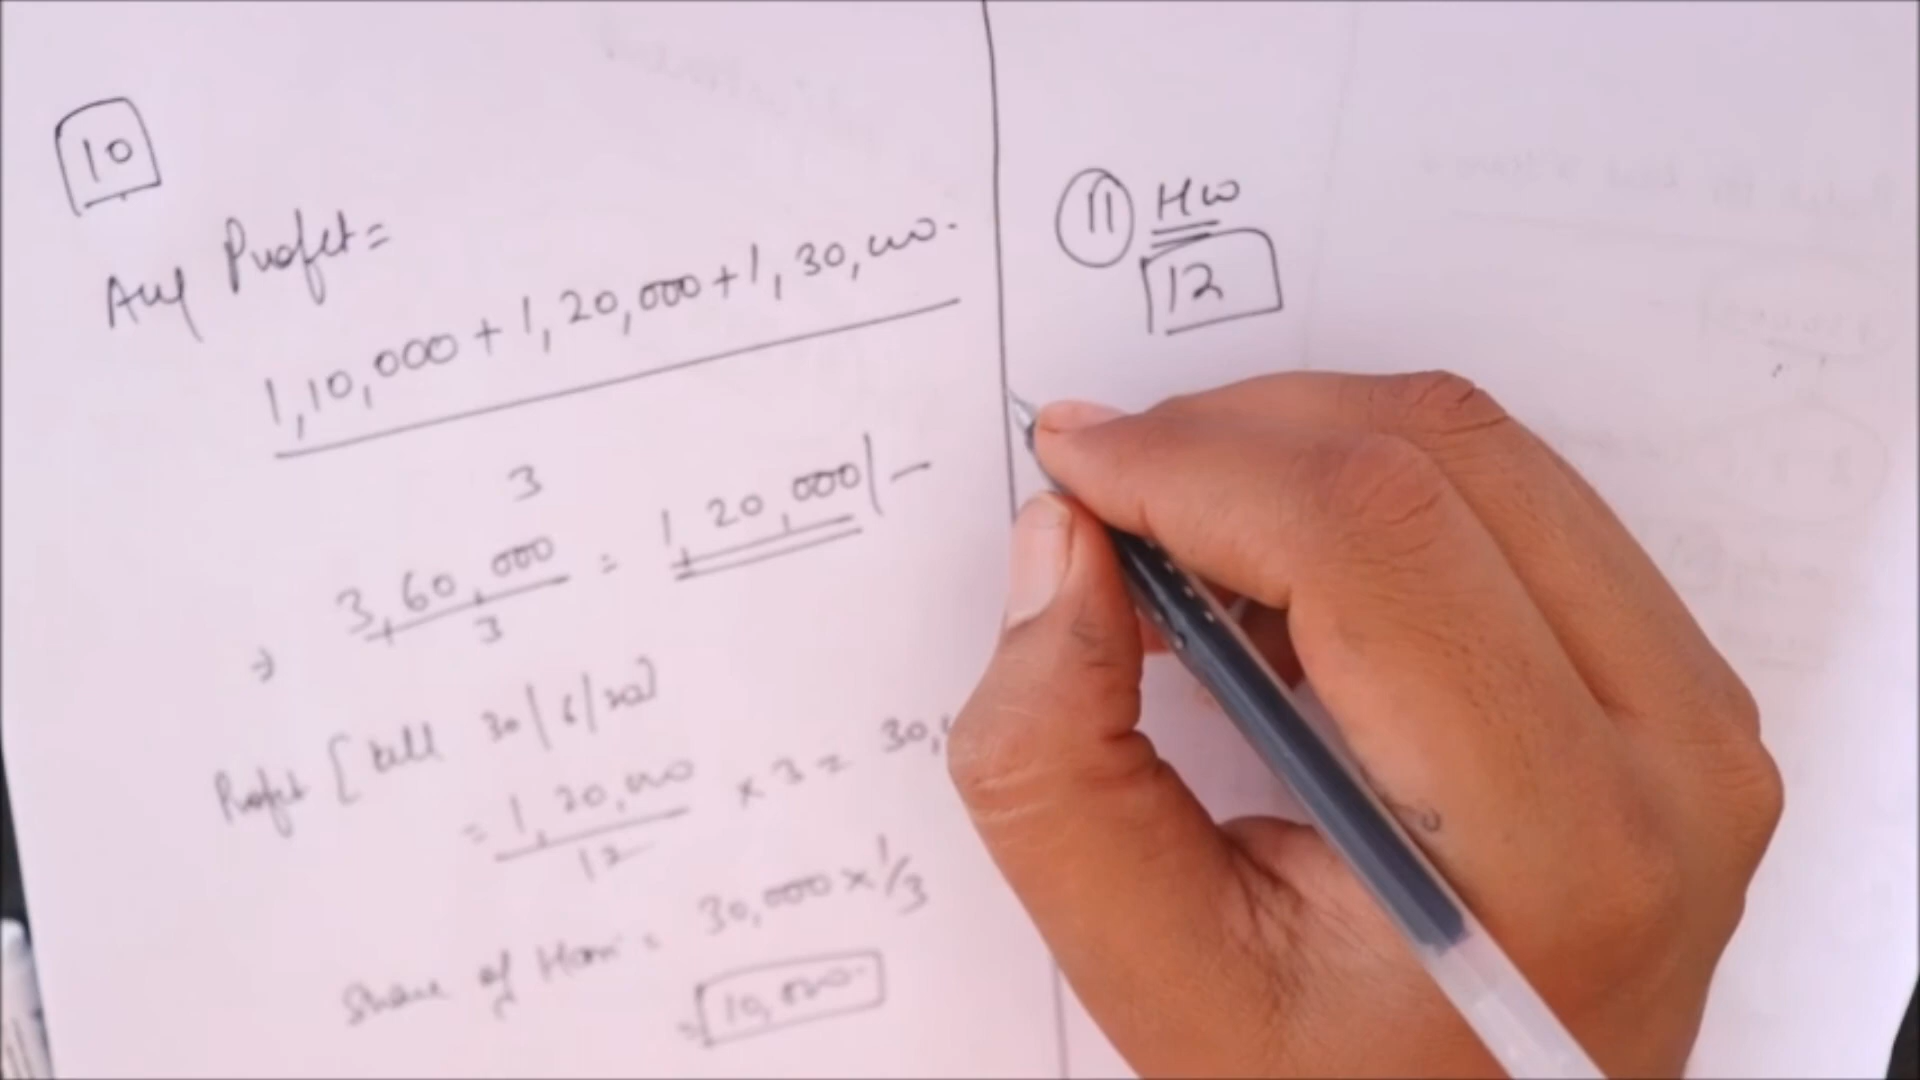 10
Avg Profit=
1,10,000 + 1,20,000 + 1,30,000.
3
⇒ 3,60,000 = 1,20,000/-
3
Profit [till 30/6/20]
= 1,20,000 × 3 = 30,
12
Share of Hari = 30,000 × 1/3
= 10,000.
11 HW
12